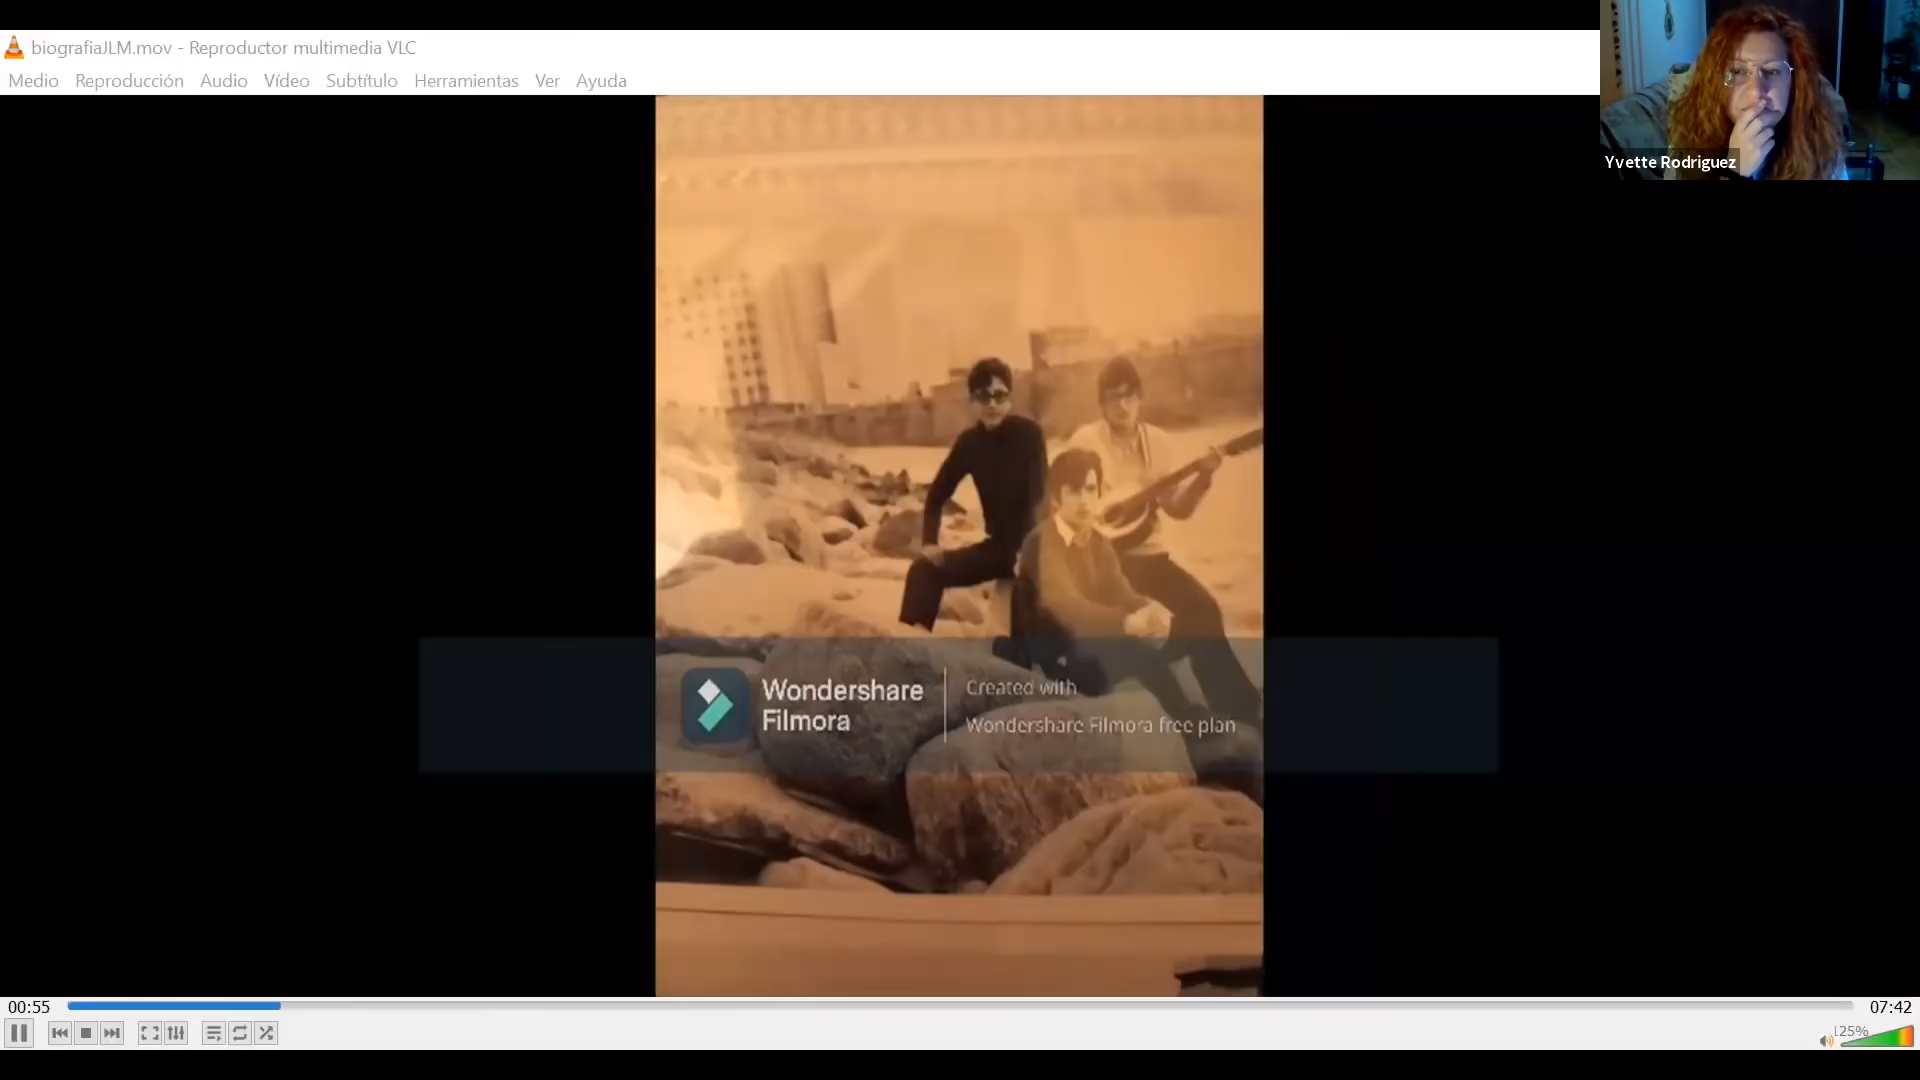 biografiaJLM.mov - Reproductor multimedia VLC
Medio Reproducción Audio Vídeo Subtítulo Herramientas Ver Ayuda
Yvette Rodriguez
Wondershare
Filmora
Created with
Wondershare Filmora free plan
00:55
07:42
125%